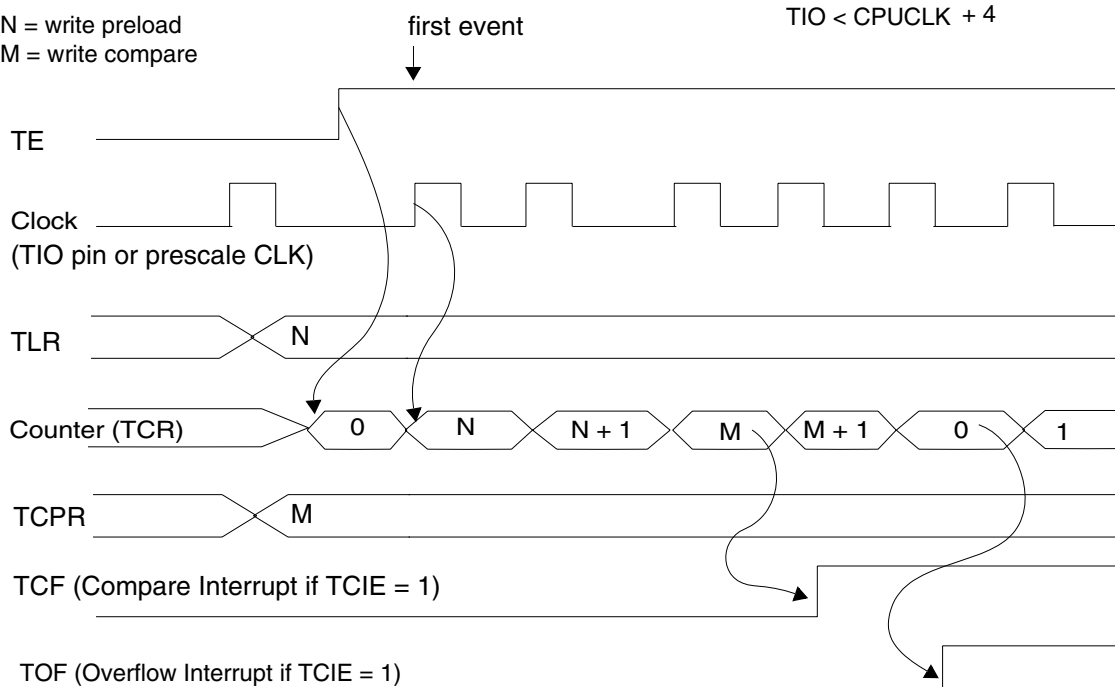 N = write preload
M = write compare
first event
TIO < CPUCLK + 4
TE
Clock
(TIO pin or prescale CLK)
TLR
N
Counter (TCR)
0
N
N + 1
M
M + 1
0
1
TCPR
M
TCF (Compare Interrupt if TCIE = 1)
TOF (Overflow Interrupt if TCIE = 1)